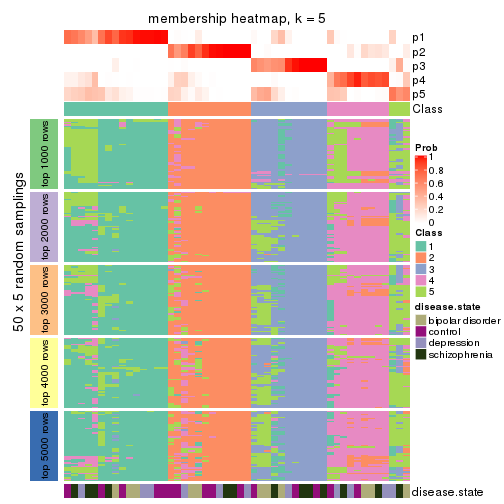 membership heatmap, k = 5
p1
p2
p3
p4
p5
Class
50 x 5 random samplings
top 1000 rows
top 2000 rows
top 3000 rows
top 4000 rows
top 5000 rows
Prob
1
0.8
0.6
0.4
0.2
0
Class
1
2
3
4
5
disease.state
bipolar disorder
control
depression
schizophrenia
disease.state